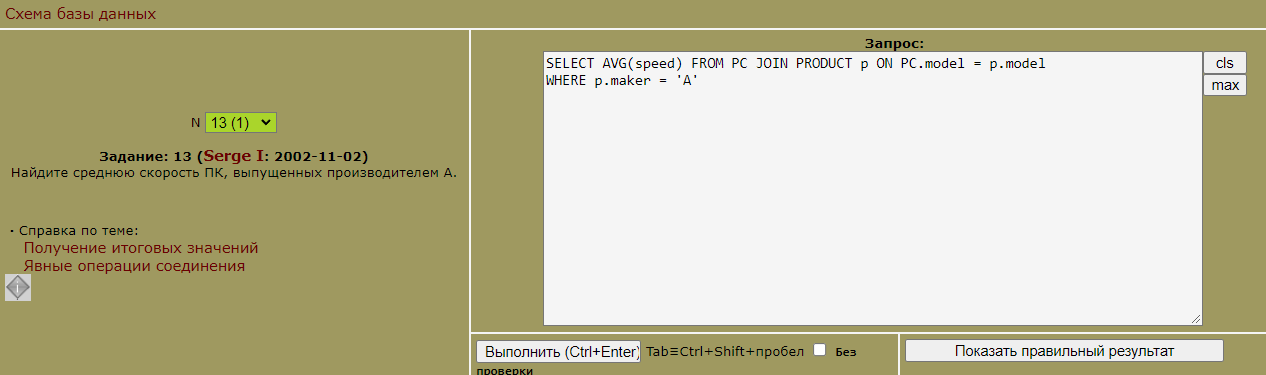 Схема базы данных
N 13 (1)
Задание: 13 (Serge I: 2002-11-02)
Найдите среднюю скорость ПК, выпущенных производителем A.
· Справка по теме:
Получение итоговых значений
Явные операции соединения
i
Запрос:
SELECT AVG(speed) FROM PC JOIN PRODUCT p ON PC.model = p.model
WHERE p.maker = 'A'
cls
max
Выполнить (Ctrl+Enter) Tab≡Ctrl+Shift+пробел Без
проверки
Показать правильный результат